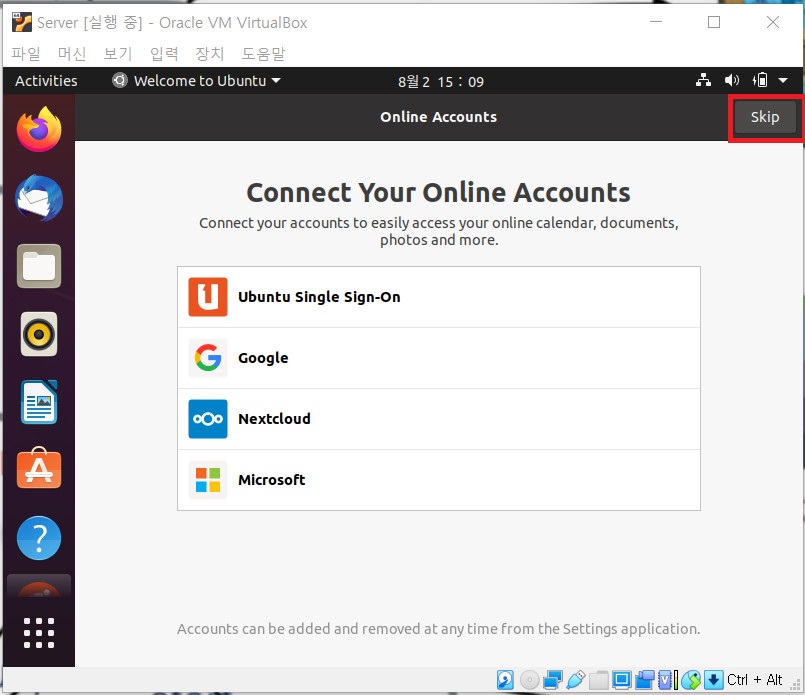 Server [실행 중] - Oracle VM VirtualBox
파일 머신 보기 입력 장치 도움말
Activities Welcome to Ubuntu 8월 2 15 : 09
Online Accounts Skip
Connect Your Online Accounts
Connect your accounts to easily access your online calendar, documents,
photos and more.
Ubuntu Single Sign-On
Google
Nextcloud
Microsoft
Accounts can be added and removed at any time from the Settings application.
Ctrl + Alt